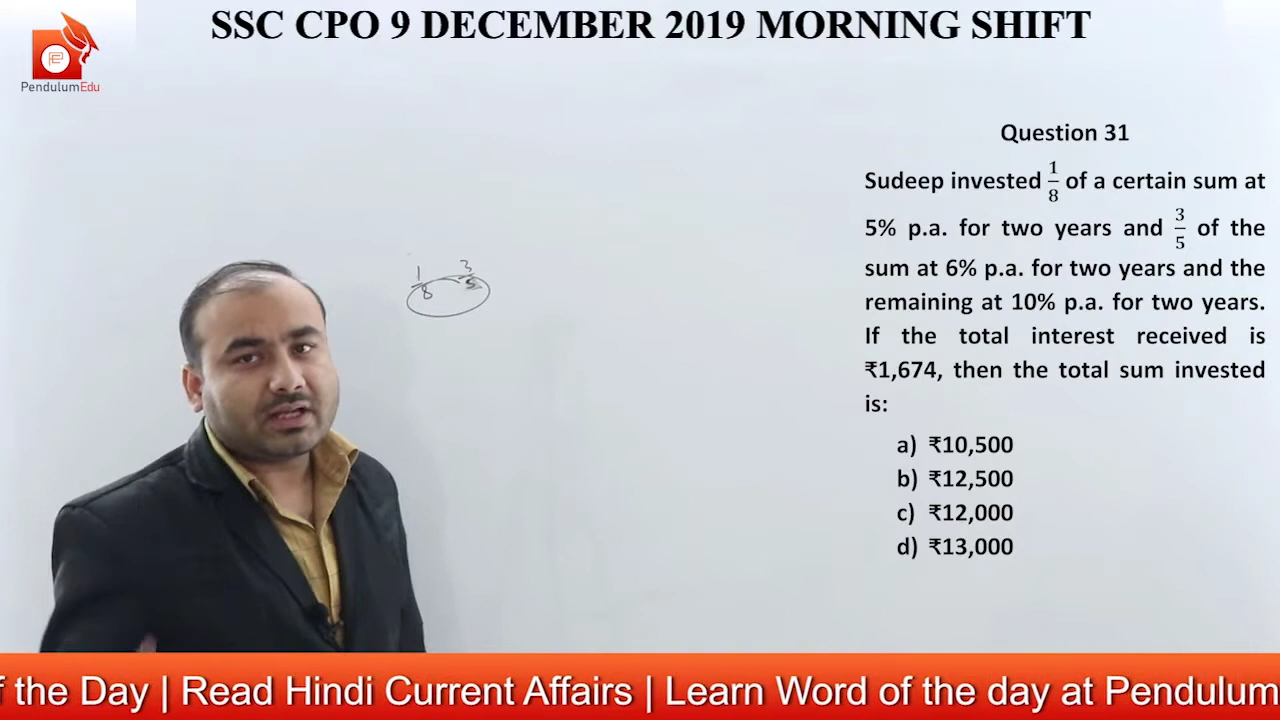 SSC CPO 9 DECEMBER 2019 MORNING SHIFT
PendulumEdu
Question 31
Sudeep invested 1/8 of a certain sum at
5% p.a. for two years and 3/5 of the
sum at 6% p.a. for two years and the
remaining at 10% p.a. for two years.
If the total interest received is
₹1,674, then the total sum invested
is:
a) ₹10,500
b) ₹12,500
c) ₹12,000
d) ₹13,000
1/8 3/5
f the Day | Read Hindi Current Affairs | Learn Word of the day at Pendulum